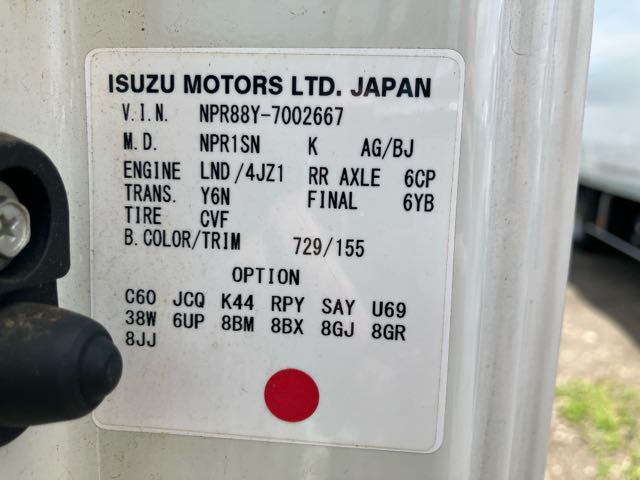 ISUZU MOTORS LTD. JAPAN
V.I.N. NPR88Y-7002667
M.D. NPR1SN K AG/BJ
ENGINE LND/4JZ1 RR AXLE 6CP
TRANS. Y6N FINAL 6YB
TIRE CVF
B.COLOR/TRIM 729/155
OPTION
C60 JCQ K44 RPY SAY U69
38W 6UP 8BM 8BX 8GJ 8GR
8JJ